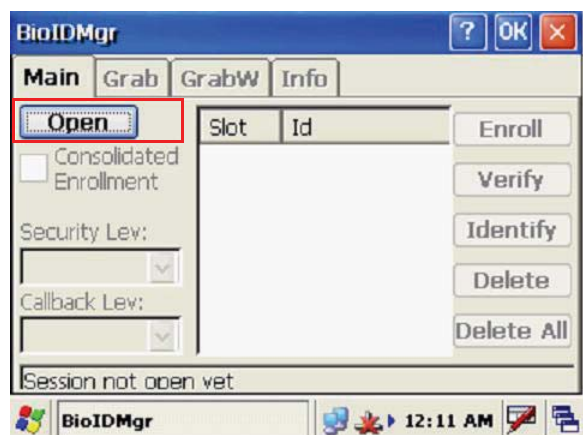 BioIDMgr ? OK
Main Grab GrabW Info
Open
Slot Id
Enroll
Consolidated
Enrollment
Verify
Security Lev:
Identify
Delete
Callback Lev:
Delete All
Session not open yet
BioIDMgr 12:11 AM